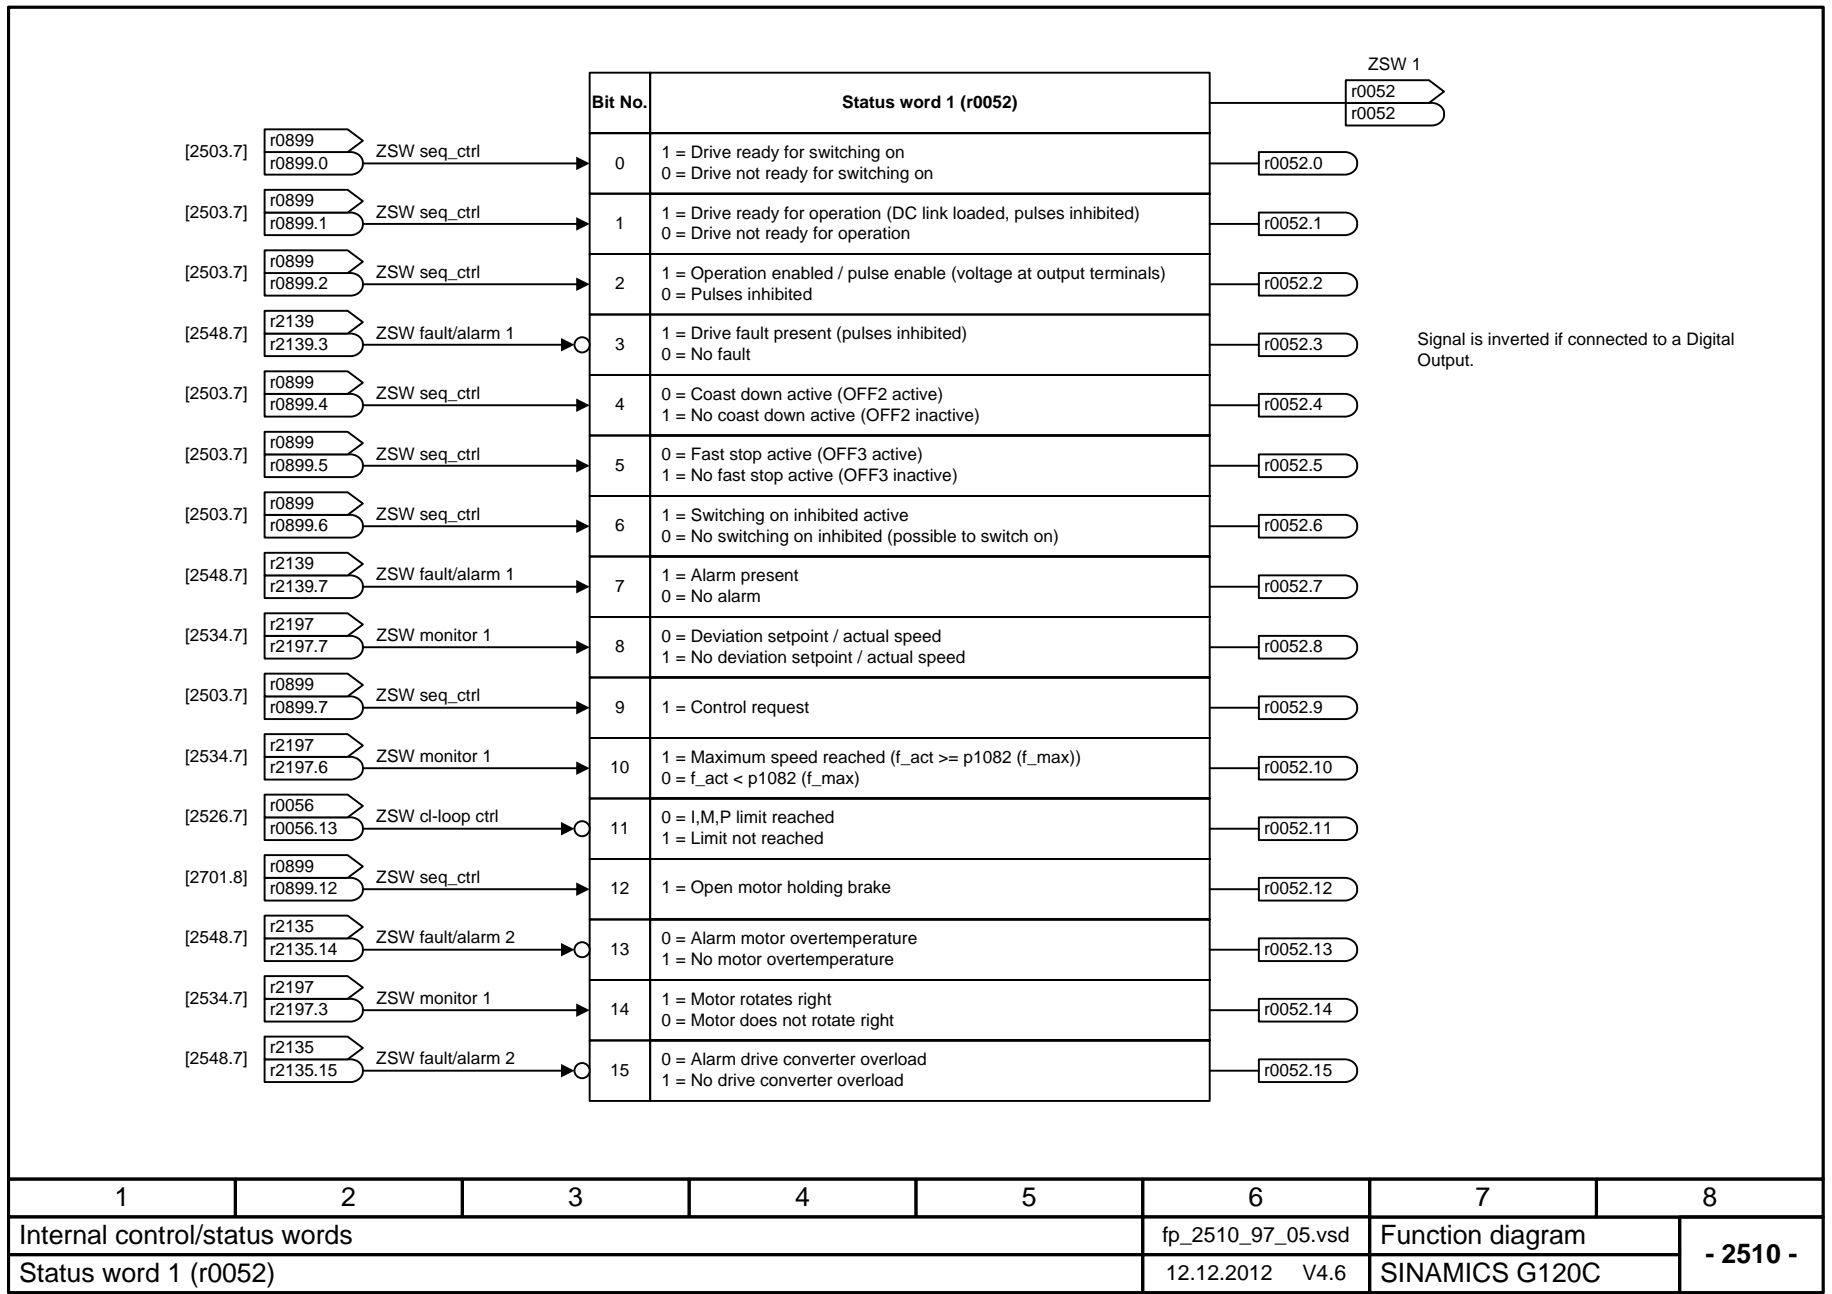 ZSW 1
r0052
r0052
Bit No.
Status word 1 (r0052)
[2503.7]
r0899
r0899.0
ZSW seq_ctrl
0
1 = Drive ready for switching on
0 = Drive not ready for switching on
r0052.0
[2503.7]
r0899
r0899.1
ZSW seq_ctrl
1
1 = Drive ready for operation (DC link loaded, pulses inhibited)
0 = Drive not ready for operation
r0052.1
[2503.7]
r0899
r0899.2
ZSW seq_ctrl
2
1 = Operation enabled / pulse enable (voltage at output terminals)
0 = Pulses inhibited
r0052.2
[2548.7]
r2139
r2139.3
ZSW fault/alarm 1
3
1 = Drive fault present (pulses inhibited)
0 = No fault
r0052.3
Signal is inverted if connected to a Digital
Output.
[2503.7]
r0899
r0899.4
ZSW seq_ctrl
4
0 = Coast down active (OFF2 active)
1 = No coast down active (OFF2 inactive)
r0052.4
[2503.7]
r0899
r0899.5
ZSW seq_ctrl
5
0 = Fast stop active (OFF3 active)
1 = No fast stop active (OFF3 inactive)
r0052.5
[2503.7]
r0899
r0899.6
ZSW seq_ctrl
6
1 = Switching on inhibited active
0 = No switching on inhibited (possible to switch on)
r0052.6
[2548.7]
r2139
r2139.7
ZSW fault/alarm 1
7
1 = Alarm present
0 = No alarm
r0052.7
[2534.7]
r2197
r2197.7
ZSW monitor 1
8
0 = Deviation setpoint / actual speed
1 = No deviation setpoint / actual speed
r0052.8
[2503.7]
r0899
r0899.7
ZSW seq_ctrl
9
1 = Control request
r0052.9
[2534.7]
r2197
r2197.6
ZSW monitor 1
10
1 = Maximum speed reached (f_act >= p1082 (f_max))
0 = f_act < p1082 (f_max)
r0052.10
[2526.7]
r0056
r0056.13
ZSW cl-loop ctrl
11
0 = I,M,P limit reached
1 = Limit not reached
r0052.11
[2701.8]
r0899
r0899.12
ZSW seq_ctrl
12
1 = Open motor holding brake
r0052.12
[2548.7]
r2135
r2135.14
ZSW fault/alarm 2
13
0 = Alarm motor overtemperature
1 = No motor overtemperature
r0052.13
[2534.7]
r2197
r2197.3
ZSW monitor 1
14
1 = Motor rotates right
0 = Motor does not rotate right
r0052.14
[2548.7]
r2135
r2135.15
ZSW fault/alarm 2
15
0 = Alarm drive converter overload
1 = No drive converter overload
r0052.15
1 2 3 4 5 6 7 8
Internal control/status words
fp_2510_97_05.vsd
Function diagram
- 2510 -
Status word 1 (r0052)
12.12.2012 V4.6
SINAMICS G120C